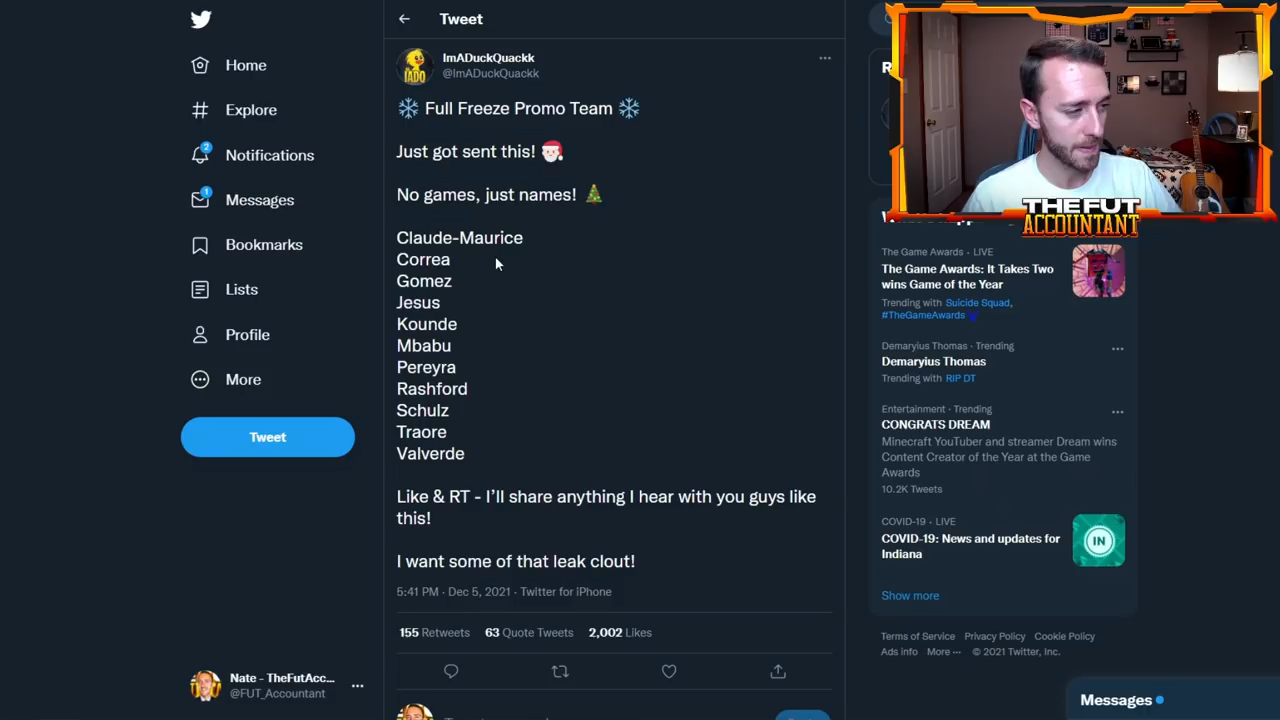 Home
Explore
2
Notifications
1
Messages
Bookmarks
Lists
Profile
More
Tweet
Nate - TheFutAcc...
@FUT_Accountant
Tweet
IADQ
ImADuckQuackk
@ImADuckQuackk
❄️ Full Freeze Promo Team ❄️
Just got sent this! 🎅
No games, just names! 🎄
Claude-Maurice
Correa
Gomez
Jesus
Kounde
Mbabu
Pereyra
Rashford
Schulz
Traore
Valverde
Like & RT - I’ll share anything I hear with you guys like
this!
I want some of that leak clout!
5:41 PM · Dec 5, 2021 · Twitter for iPhone
155 Retweets 63 Quote Tweets 2,002 Likes
THE FUT
ACCOUNTANT
The Game Awards · LIVE
The Game Awards: It Takes Two
wins Game of the Year
Trending with Suicide Squad,
#TheGameAwards
Demaryius Thomas · Trending
Demaryius Thomas
Trending with RIP DT
Entertainment · Trending
CONGRATS DREAM
Minecraft YouTuber and streamer Dream wins
Content Creator of the Year at the Game
Awards
10.2K Tweets
COVID-19 · LIVE
COVID-19: News and updates for
Indiana
IN
Show more
Terms of Service Privacy Policy Cookie Policy
Ads info More ··· © 2021 Twitter, Inc.
Messages